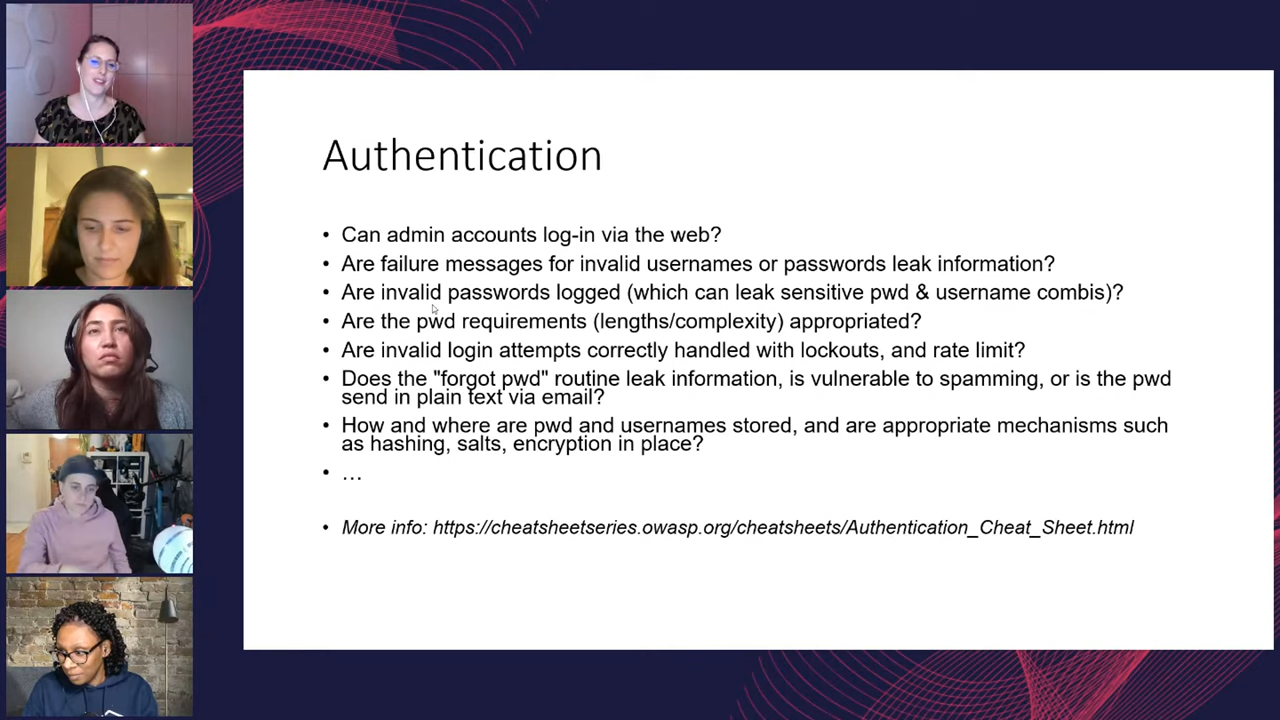 Authentication
• Can admin accounts log-in via the web?
• Are failure messages for invalid usernames or passwords leak information?
• Are invalid passwords logged (which can leak sensitive pwd & username combis)?
• Are the pwd requirements (lengths/complexity) appropriated?
• Are invalid login attempts correctly handled with lockouts, and rate limit?
• Does the "forgot pwd" routine leak information, is vulnerable to spamming, or is the pwd
send in plain text via email?
• How and where are pwd and usernames stored, and are appropriate mechanisms such
as hashing, salts, encryption in place?
• …
• More info: https://cheatsheetseries.owasp.org/cheatsheets/Authentication_Cheat_Sheet.html